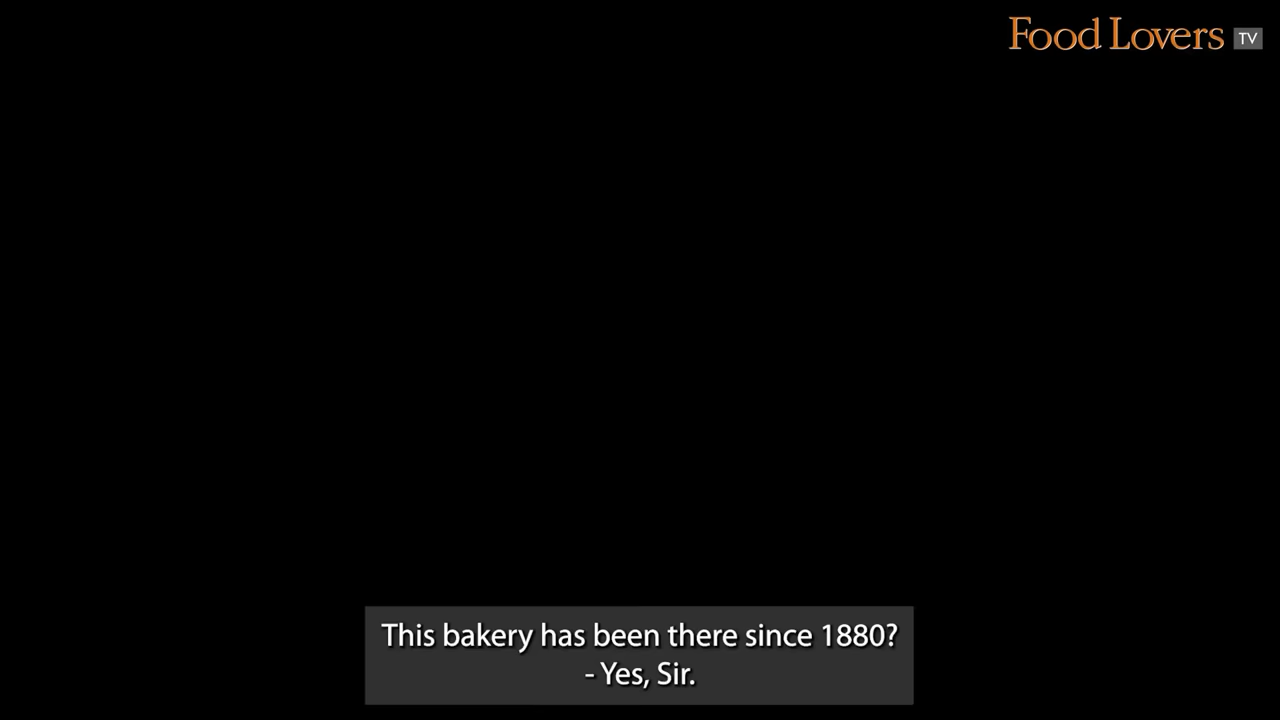 Food Lovers TV
This bakery has been there since 1880?
- Yes, Sir.